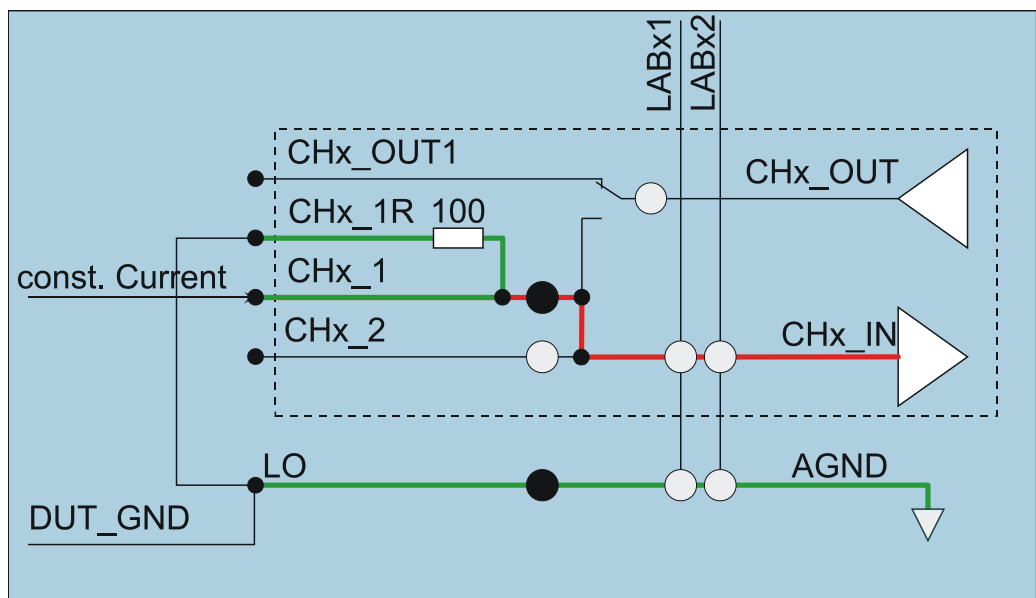 LABx1
LABx2
CHx_OUT1
CHx_OUT
CHx_1R 100
const. Current
CHx_1
CHx_2
CHx_IN
LO
AGND
DUT_GND